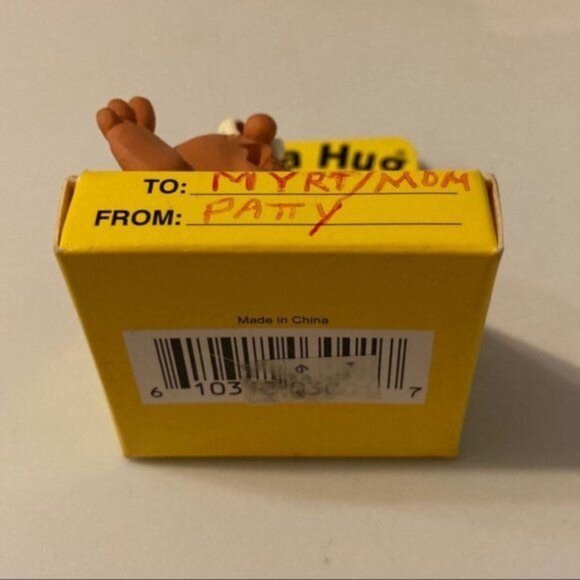 a Hug
TO: MYRT/MOM
FROM: PATTY
Made in China
6 103 7